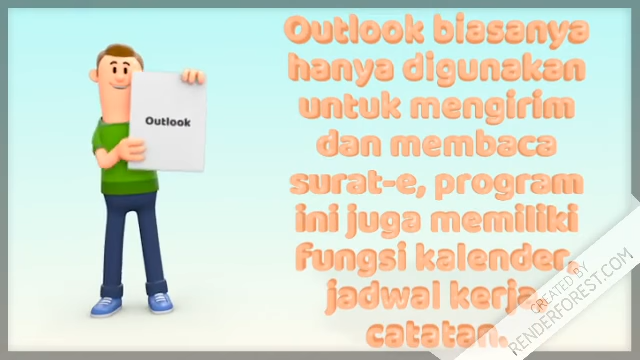 Outlook biasanya
hanya digunakan
untuk mengirim
dan membaca
surat-e, program
ini juga memiliki
fungsi kalender,
jadwal kerja,
catatan.
Outlook
CREATED BY
RENDERFOREST.COM